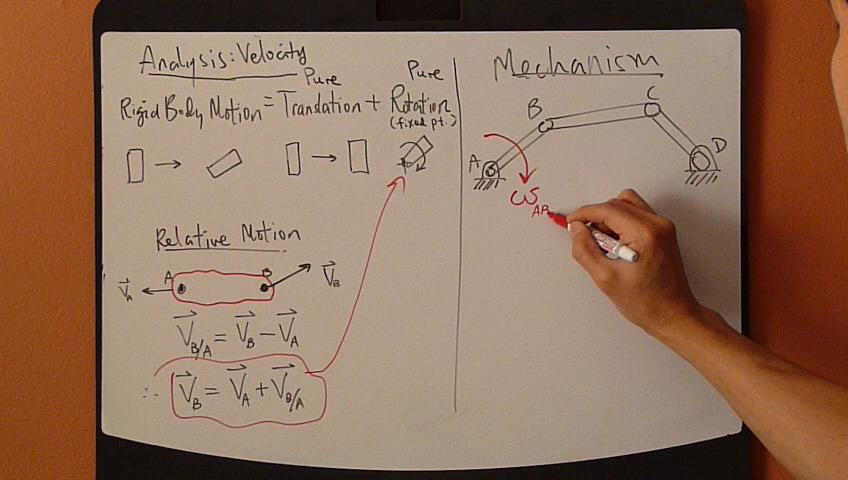 Analysis: Velocity
Pure Pure
Rigid Body Motion = Trandation + Rotation
(fixed pt.)
Relative Motion
A B
V_A V_B
V_B/A = V_B - V_A
∴ V_B = V_A + V_B/A
Mechanism
B C
A D
ω_AB